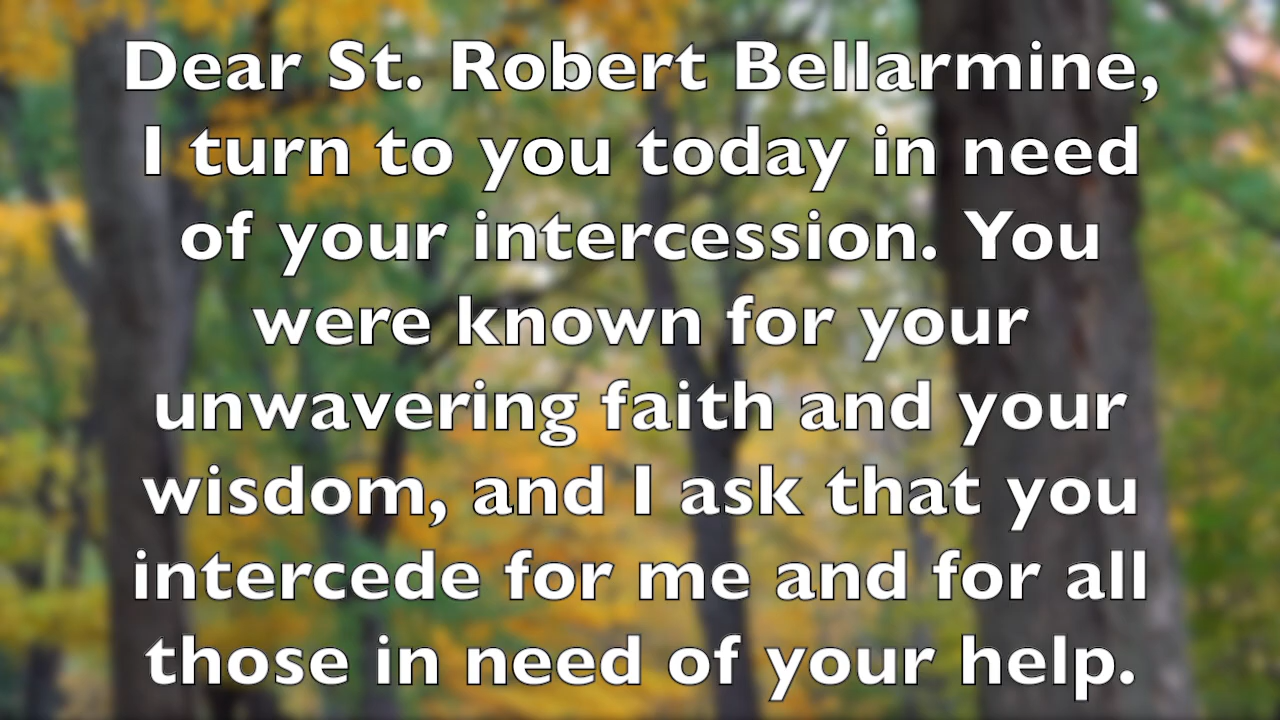 Dear St. Robert Bellarmine,
I turn to you today in need
of your intercession. You
were known for your
unwavering faith and your
wisdom, and I ask that you
intercede for me and for all
those in need of your help.